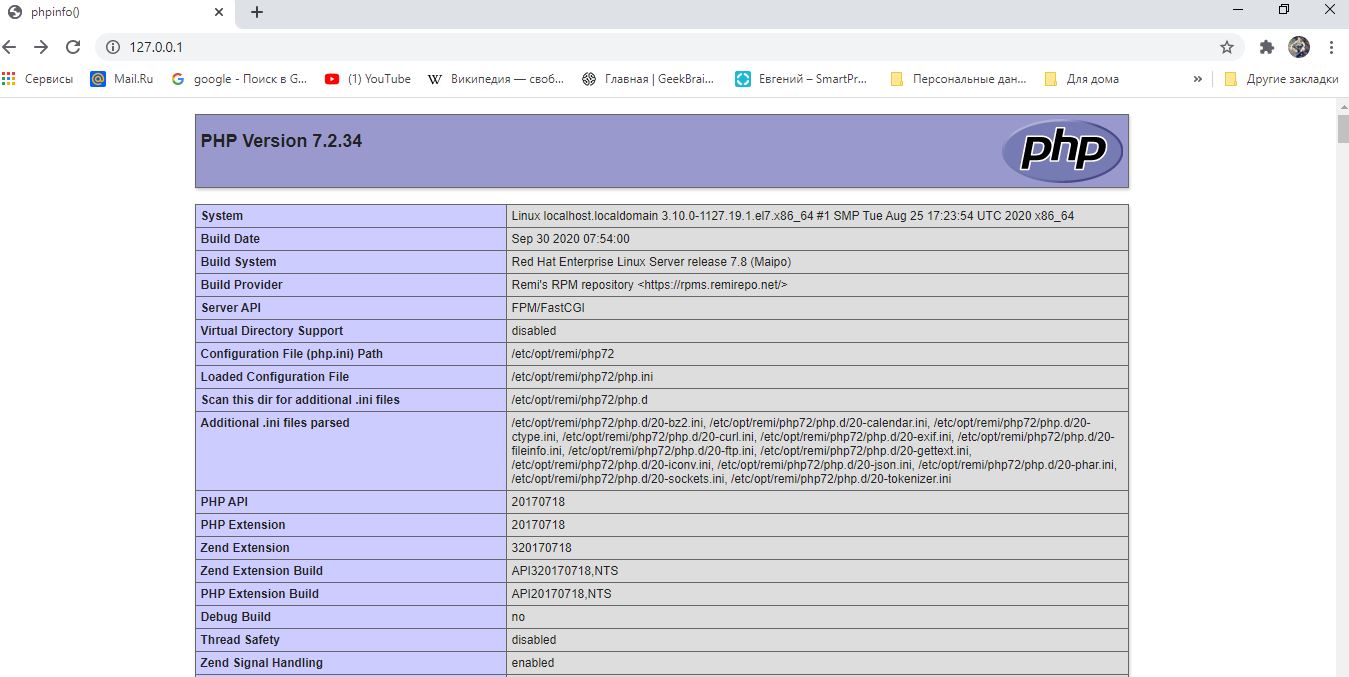 phpinfo()
127.0.0.1
Сервисы Mail.Ru google - Поиск в G... (1) YouTube Википедия — своб... Главная | GeekBrai... Евгений – SmartPr... Персональные дан... Для дома » Другие закладки
PHP Version 7.2.34 php
System Linux localhost.localdomain 3.10.0-1127.19.1.el7.x86_64 #1 SMP Tue Aug 25 17:23:54 UTC 2020 x86_64
Build Date Sep 30 2020 07:54:00
Build System Red Hat Enterprise Linux Server release 7.8 (Maipo)
Build Provider Remi's RPM repository <https://rpms.remirepo.net/>
Server API FPM/FastCGI
Virtual Directory Support disabled
Configuration File (php.ini) Path /etc/opt/remi/php72
Loaded Configuration File /etc/opt/remi/php72/php.ini
Scan this dir for additional .ini files /etc/opt/remi/php72/php.d
Additional .ini files parsed /etc/opt/remi/php72/php.d/20-bz2.ini, /etc/opt/remi/php72/php.d/20-calendar.ini, /etc/opt/remi/php72/php.d/20-
ctype.ini, /etc/opt/remi/php72/php.d/20-curl.ini, /etc/opt/remi/php72/php.d/20-exif.ini, /etc/opt/remi/php72/php.d/20-
fileinfo.ini, /etc/opt/remi/php72/php.d/20-ftp.ini, /etc/opt/remi/php72/php.d/20-gettext.ini,
/etc/opt/remi/php72/php.d/20-iconv.ini, /etc/opt/remi/php72/php.d/20-json.ini, /etc/opt/remi/php72/php.d/20-phar.ini,
/etc/opt/remi/php72/php.d/20-sockets.ini, /etc/opt/remi/php72/php.d/20-tokenizer.ini
PHP API 20170718
PHP Extension 20170718
Zend Extension 320170718
Zend Extension Build API320170718,NTS
PHP Extension Build API20170718,NTS
Debug Build no
Thread Safety disabled
Zend Signal Handling enabled